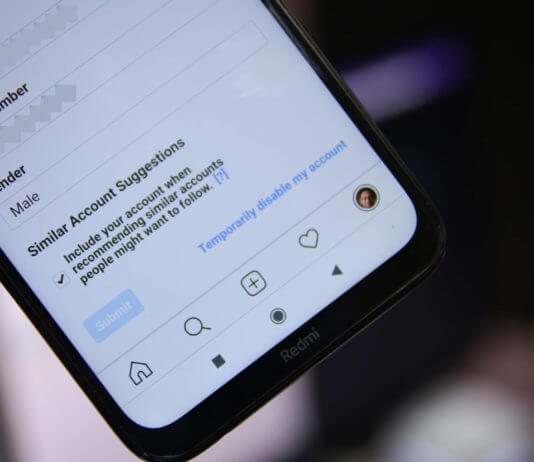 mber
ender
Male
Similar Account Suggestions
Include your account when
recommending similar accounts
people might want to follow. [?]
Temporarily disable my account
Submit
Redmi